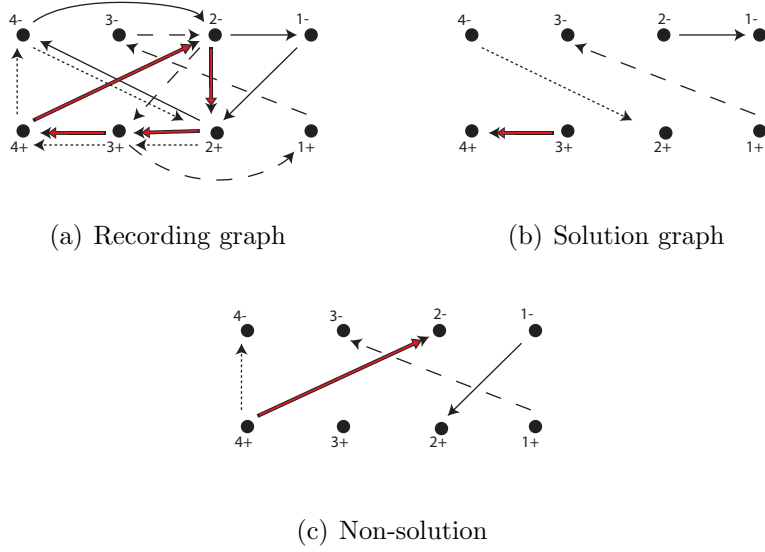 4- 3- 2- 1-
4+ 3+ 2+ 1+
(a) Recording graph
4- 3- 2- 1-
4+ 3+ 2+ 1+
(b) Solution graph
4- 3- 2- 1-
4+ 3+ 2+ 1+
(c) Non-solution